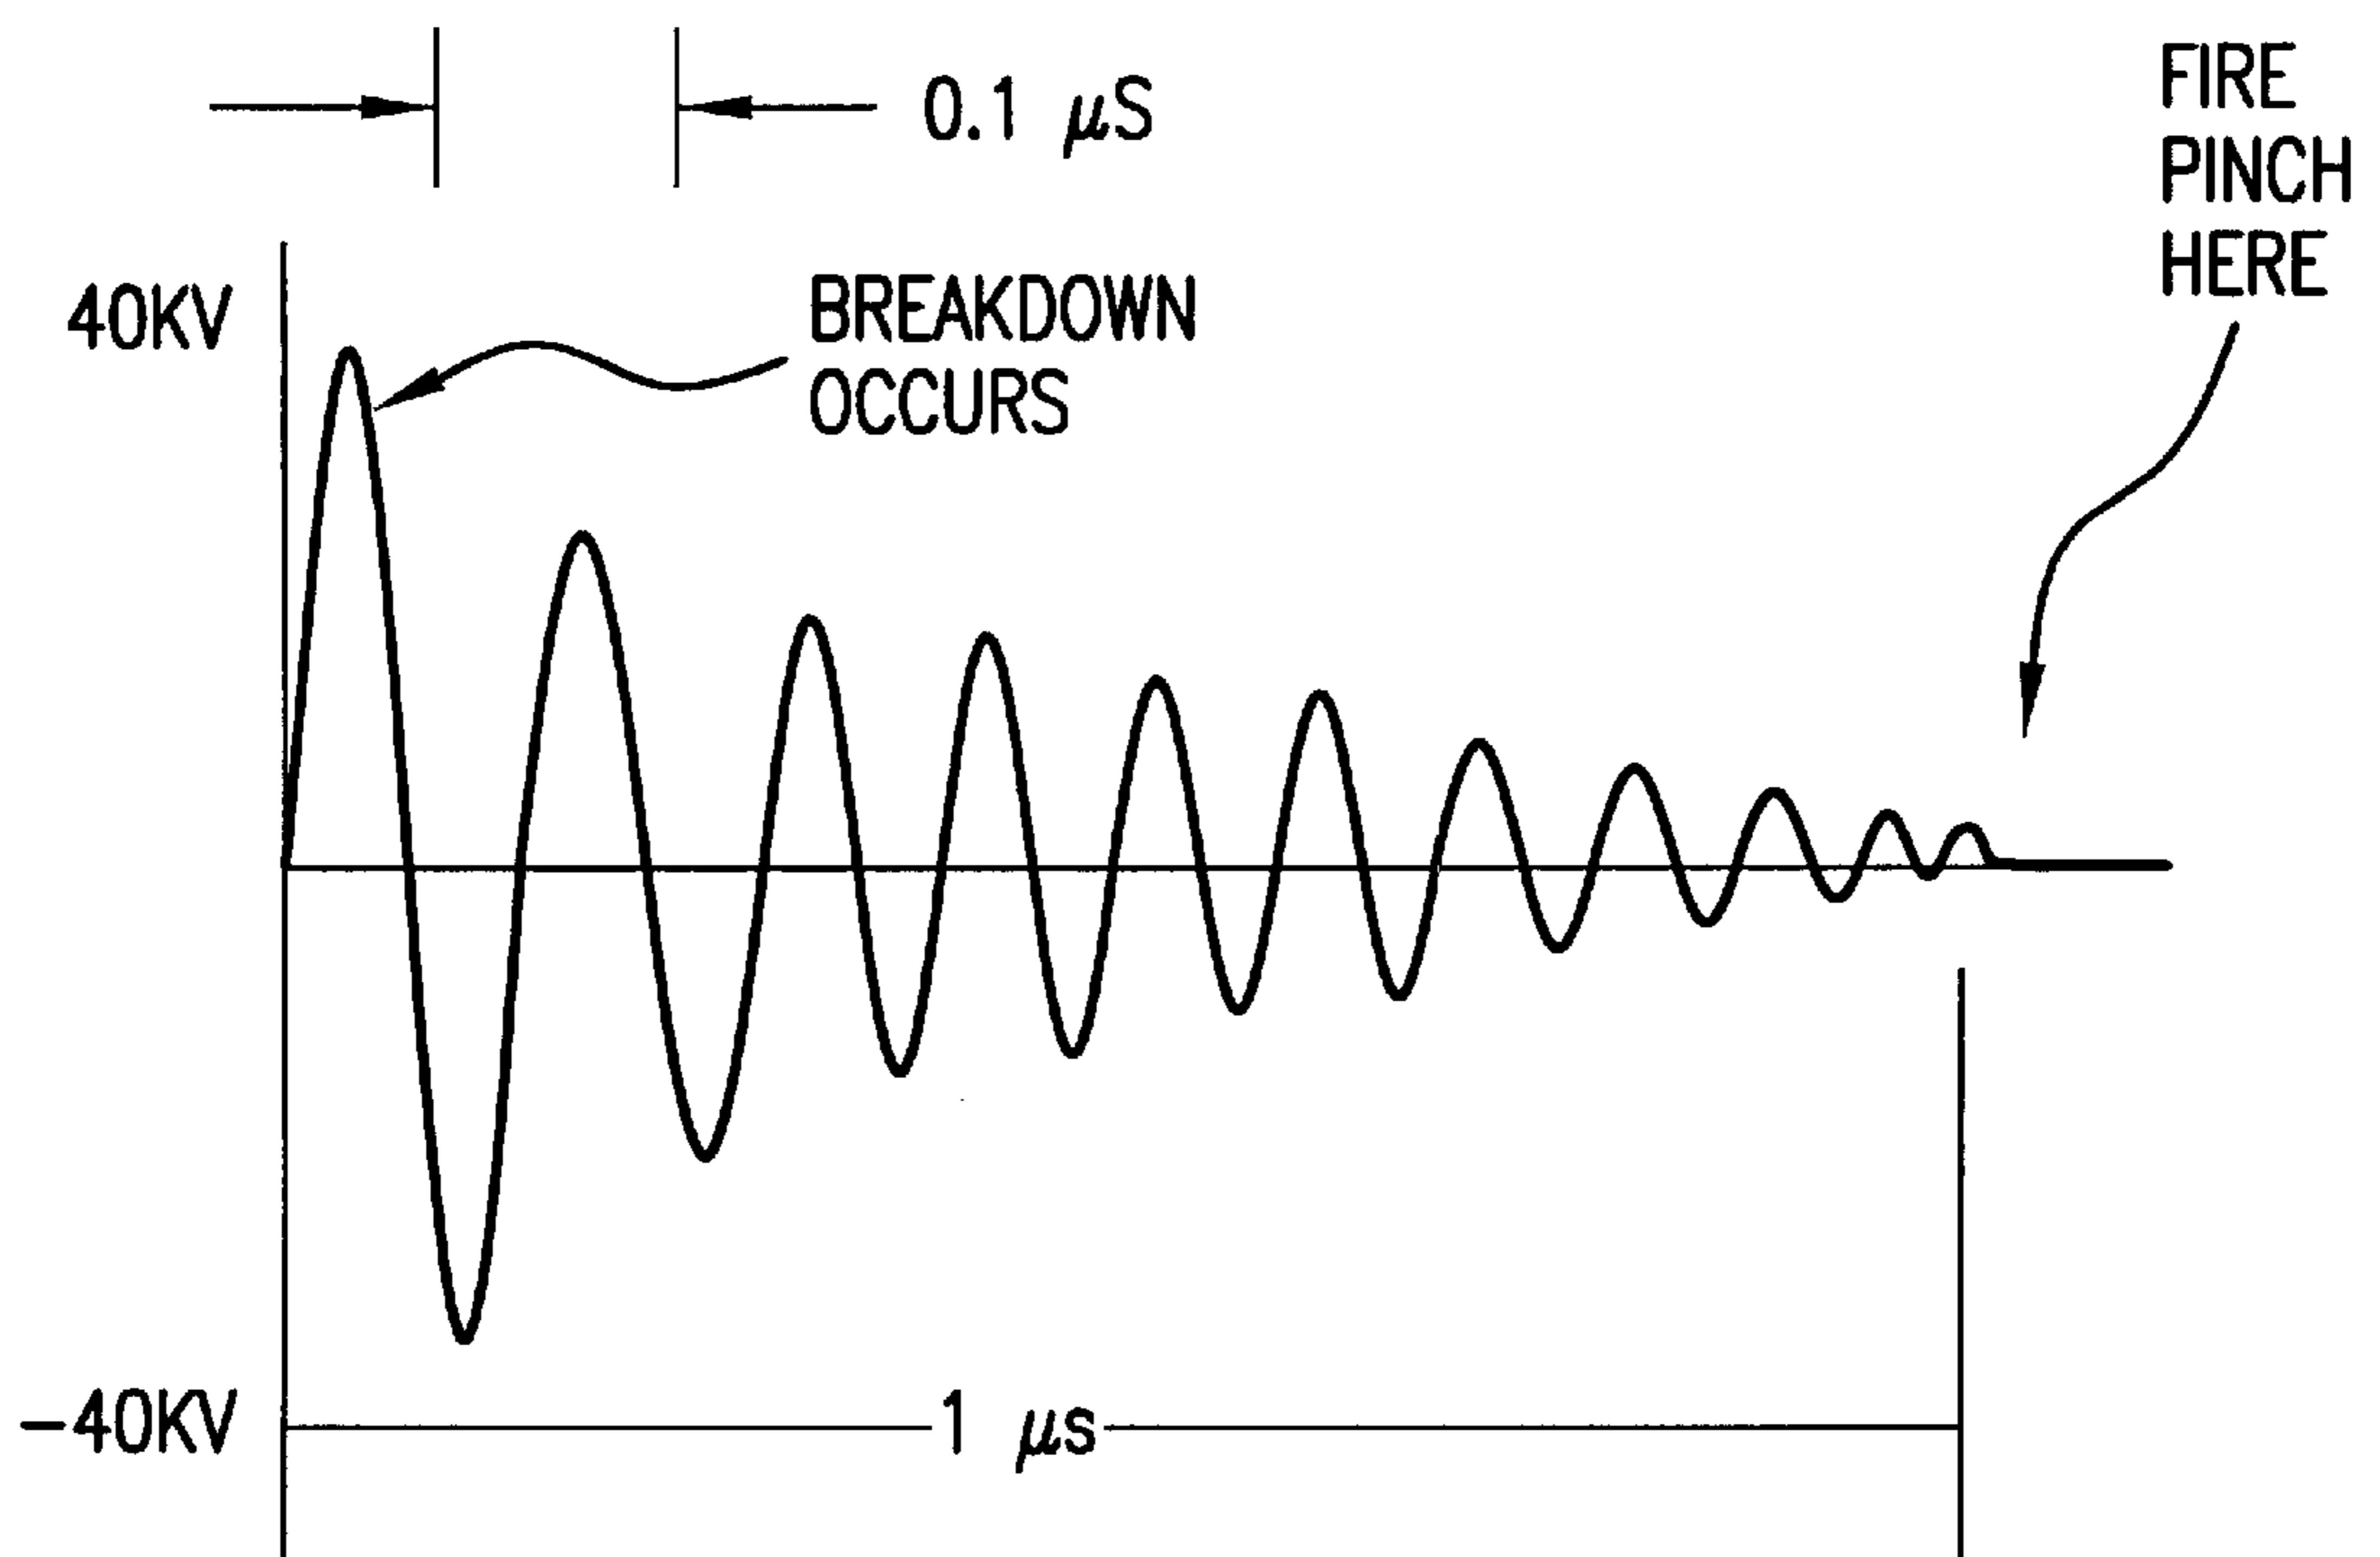 0.1 μS
FIRE
PINCH
HERE
40KV
BREAKDOWN
OCCURS
-40KV
1 μs